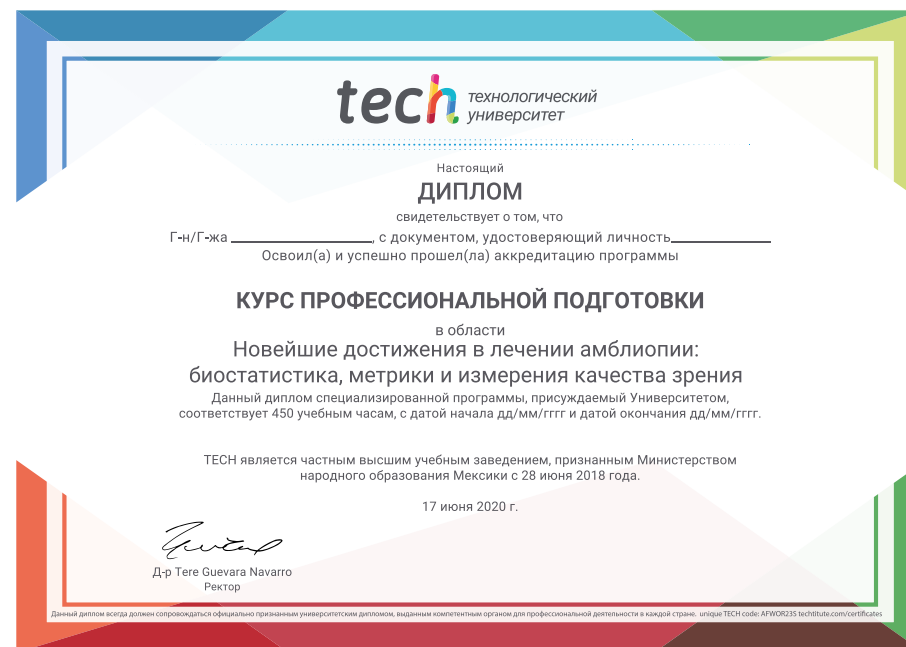 tech технологический
университет
Настоящий
ДИПЛОМ
свидетельствует о том, что
Г-н/Г-жа ____________________, с документом, удостоверяющий личность______________
Освоил(а) и успешно прошел(ла) аккредитацию программы
КУРС ПРОФЕССИОНАЛЬНОЙ ПОДГОТОВКИ
в области
Новейшие достижения в лечении амблиопии:
биостатистика, метрики и измерения качества зрения
Данный диплом специализированной программы, присуждаемый Университетом,
соответствует 450 учебным часам, с датой начала дд/мм/гггг и датой окончания дд/мм/гггг.
TECH является частным высшим учебным заведением, признанным Министерством
народного образования Мексики с 28 июня 2018 года.
17 июня 2020 г.
Д-р Tere Guevara Navarro
Ректор
Данный диплом всегда должен сопровождаться официально признанным университетским дипломом, выданным компетентным органом для профессиональной деятельности в каждой стране. unique TECH code: AFWOR23S techtitute.com/certificates